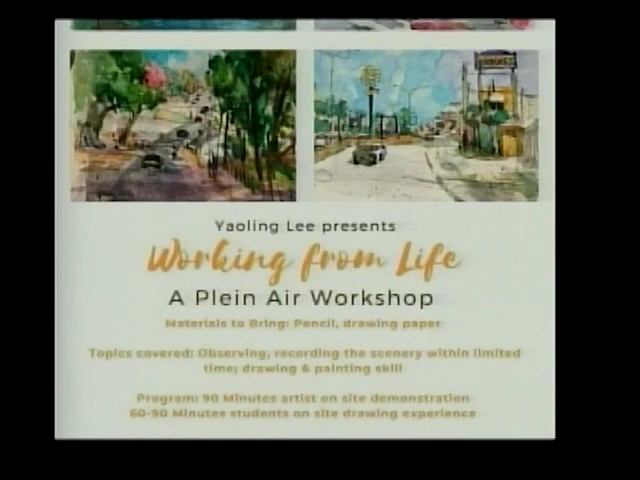 Yaoling Lee presents
Working from Life
A Plein Air Workshop
Materials to Bring: Pencil, drawing paper
Topics covered: Observing, recording the scenery within limited
time; drawing & painting skill
Program: 90 Minutes artist on site demonstration
60-90 Minutes students on site drawing experience